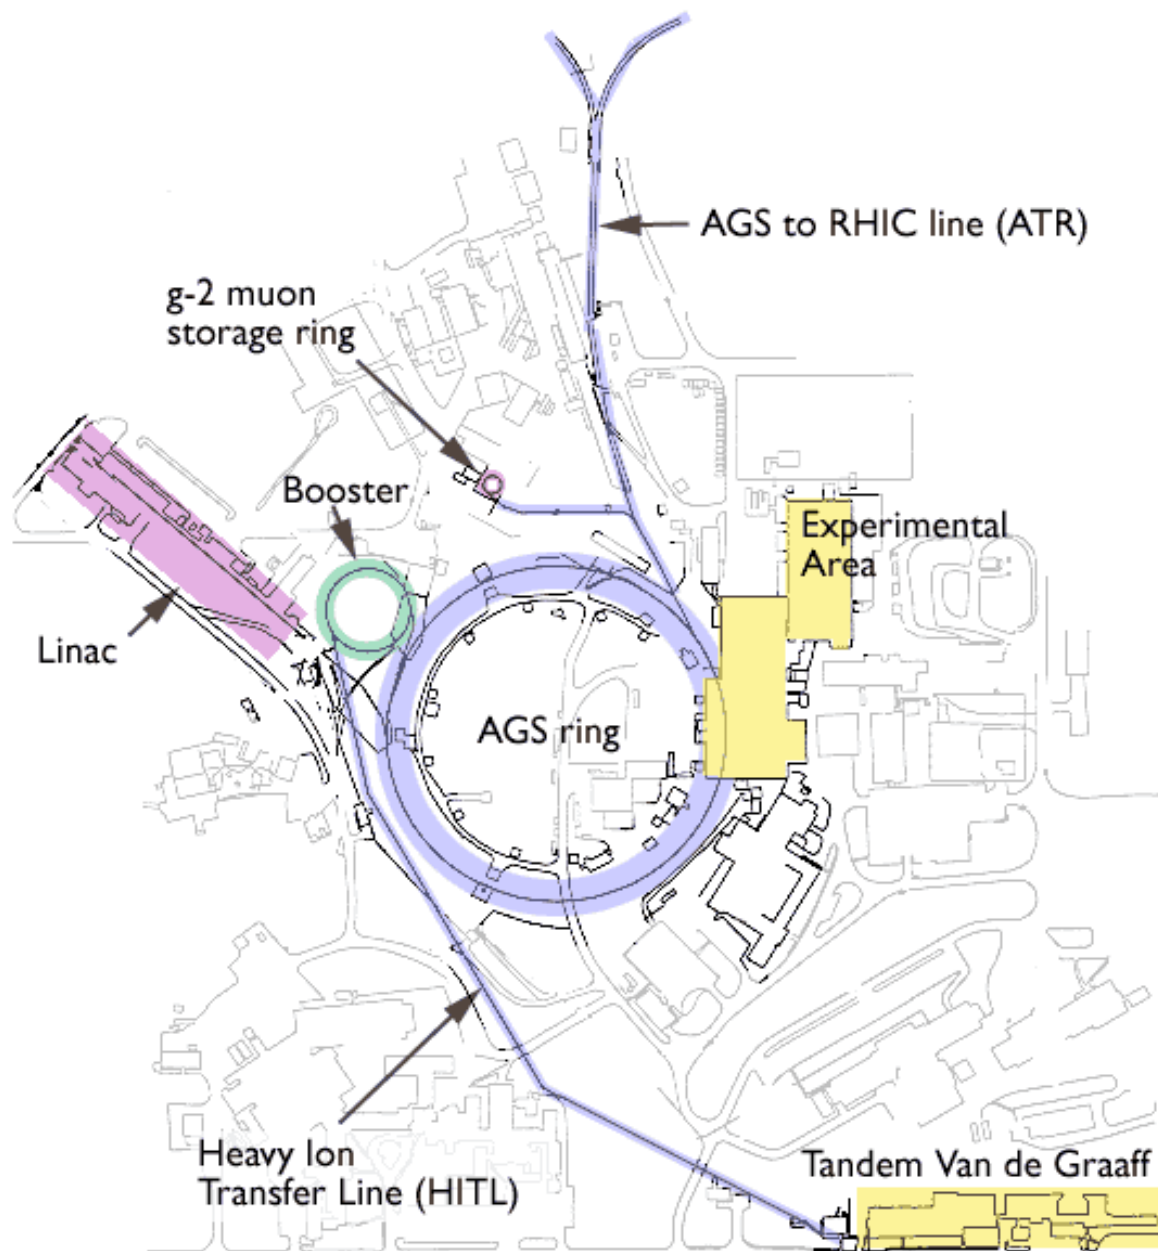 AGS to RHIC line (ATR)
g-2 muon
storage ring
Booster
Experimental
Area
Linac
AGS ring
Heavy Ion
Transfer Line (HITL)
Tandem Van de Graaff